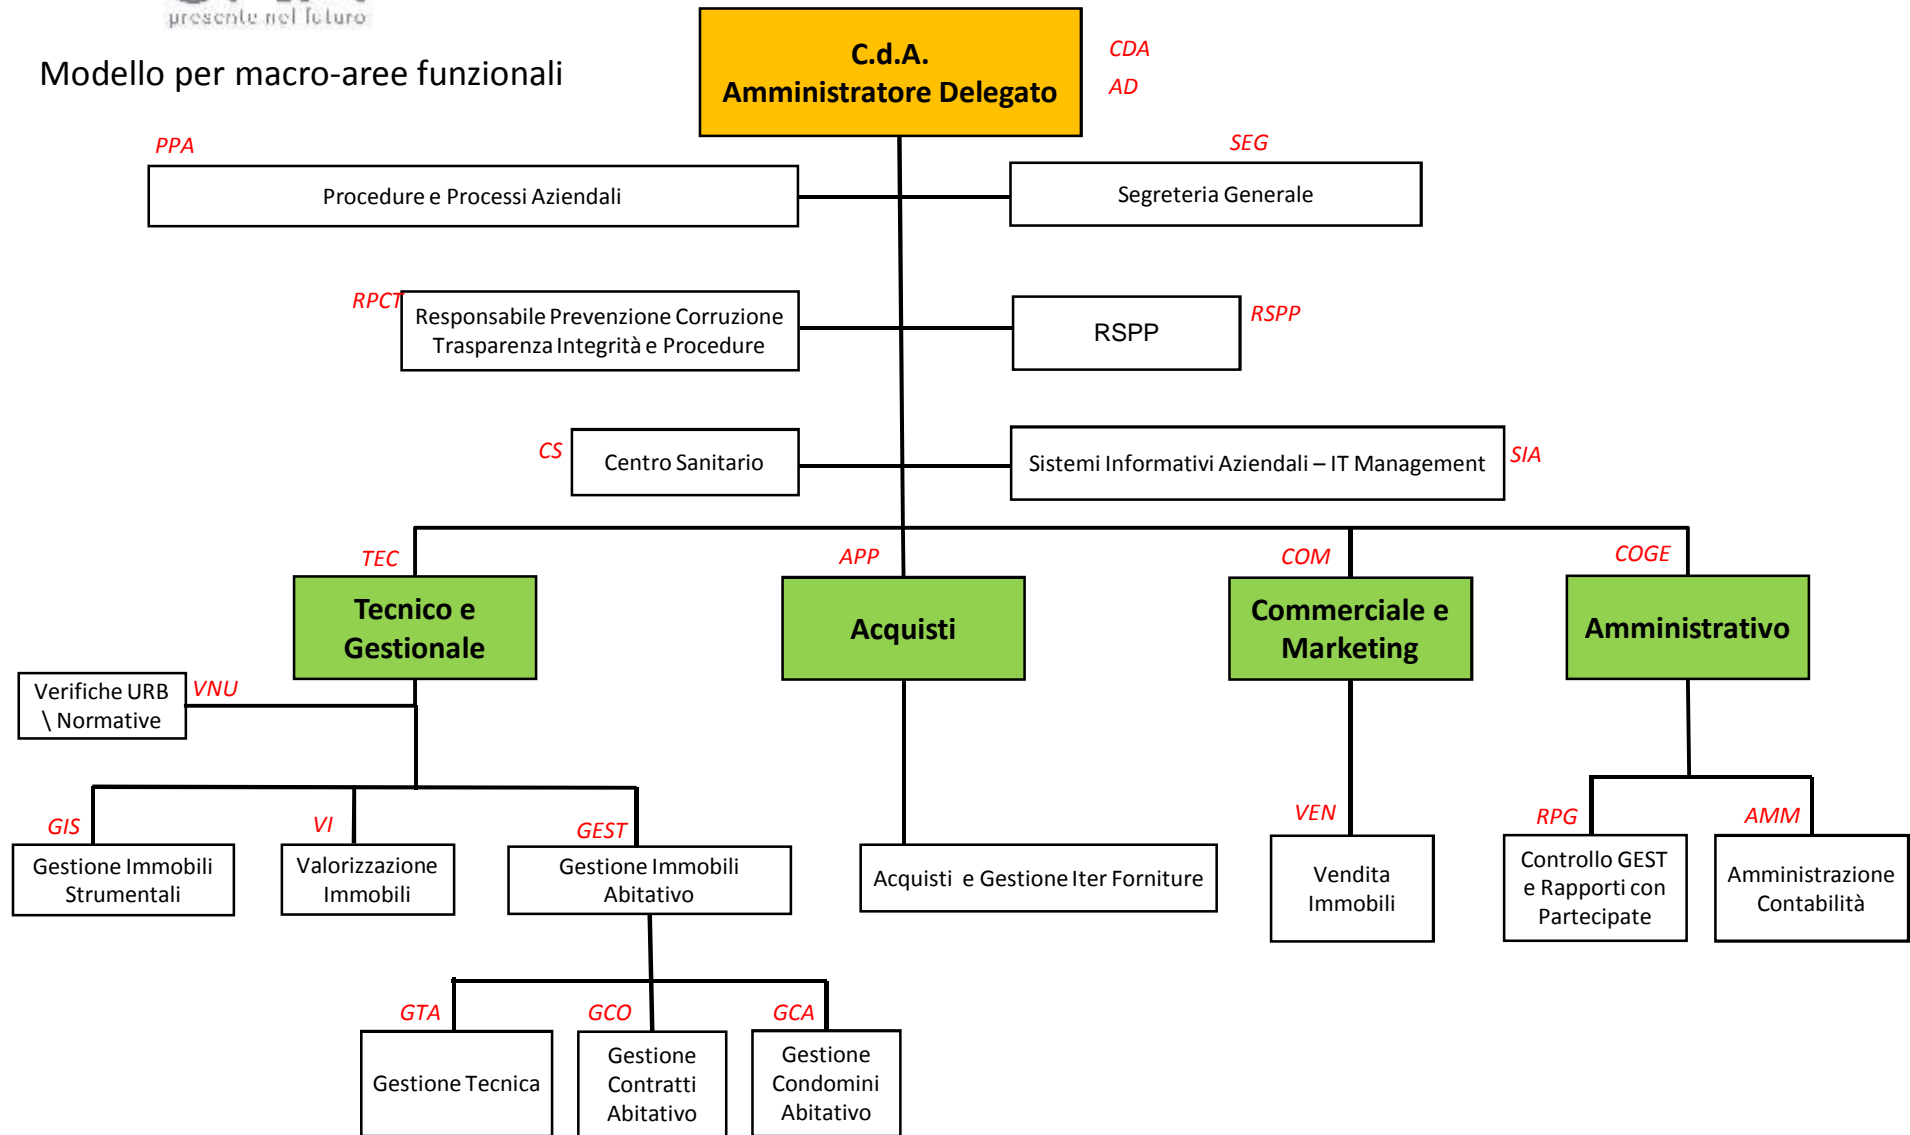 presente nel futuro
Modello per macro-aree funzionali
C.d.A.
Amministratore Delegato
CDA
AD
PPA
Procedure e Processi Aziendali
SEG
Segreteria Generale
RPCT
Responsabile Prevenzione Corruzione
Trasparenza Integrità e Procedure
RSPP
RSPP
CS
Centro Sanitario
Sistemi Informativi Aziendali – IT Management
SIA
TEC
Tecnico e
Gestionale
APP
Acquisti
COM
Commerciale e
Marketing
COGE
Amministrativo
Verifiche URB
\ Normative
VNU
GIS
Gestione Immobili
Strumentali
VI
Valorizzazione
Immobili
GEST
Gestione Immobili
Abitativo
Acquisti e Gestione Iter Forniture
VEN
Vendita
Immobili
RPG
Controllo GEST
e Rapporti con
Partecipate
AMM
Amministrazione
Contabilità
GTA
Gestione Tecnica
GCO
Gestione
Contratti
Abitativo
GCA
Gestione
Condomini
Abitativo